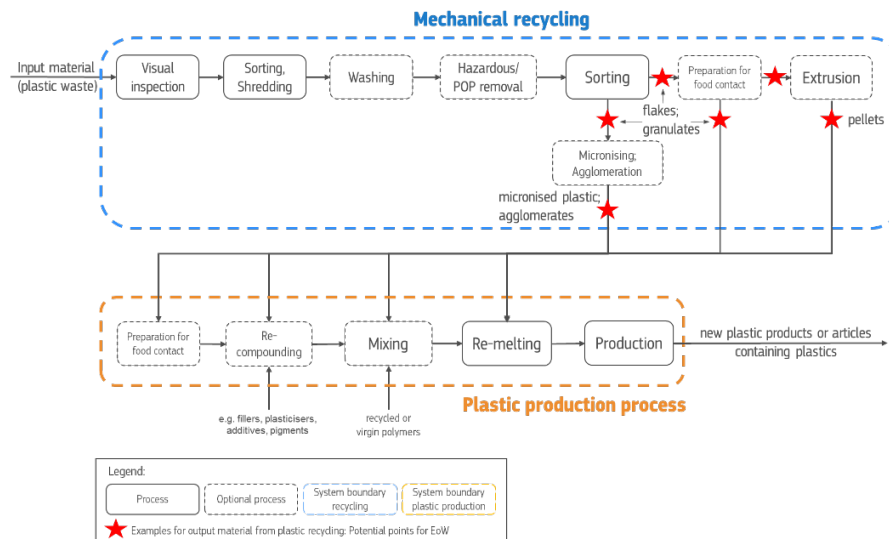 Mechanical recycling
Input material
(plastic waste)
Visual
inspection
Sorting,
Shredding
Washing
Hazardous/
POP removal
Sorting
Preparation for
food contact
Extrusion
flakes;
granulates
pellets
Micronising;
Agglomeration
micronised plastic;
agglomerates
Preparation for
food contact
Re-
compounding
Mixing
Re-melting
Production
new plastic products or articles
containing plastics
Plastic production process
e.g. fillers, plasticisers,
additives, pigments
recycled or
virgin polymers
Legend:
Process
Optional process
System boundary
recycling
System boundary
plastic production
Examples for output material from plastic recycling: Potential points for EoW